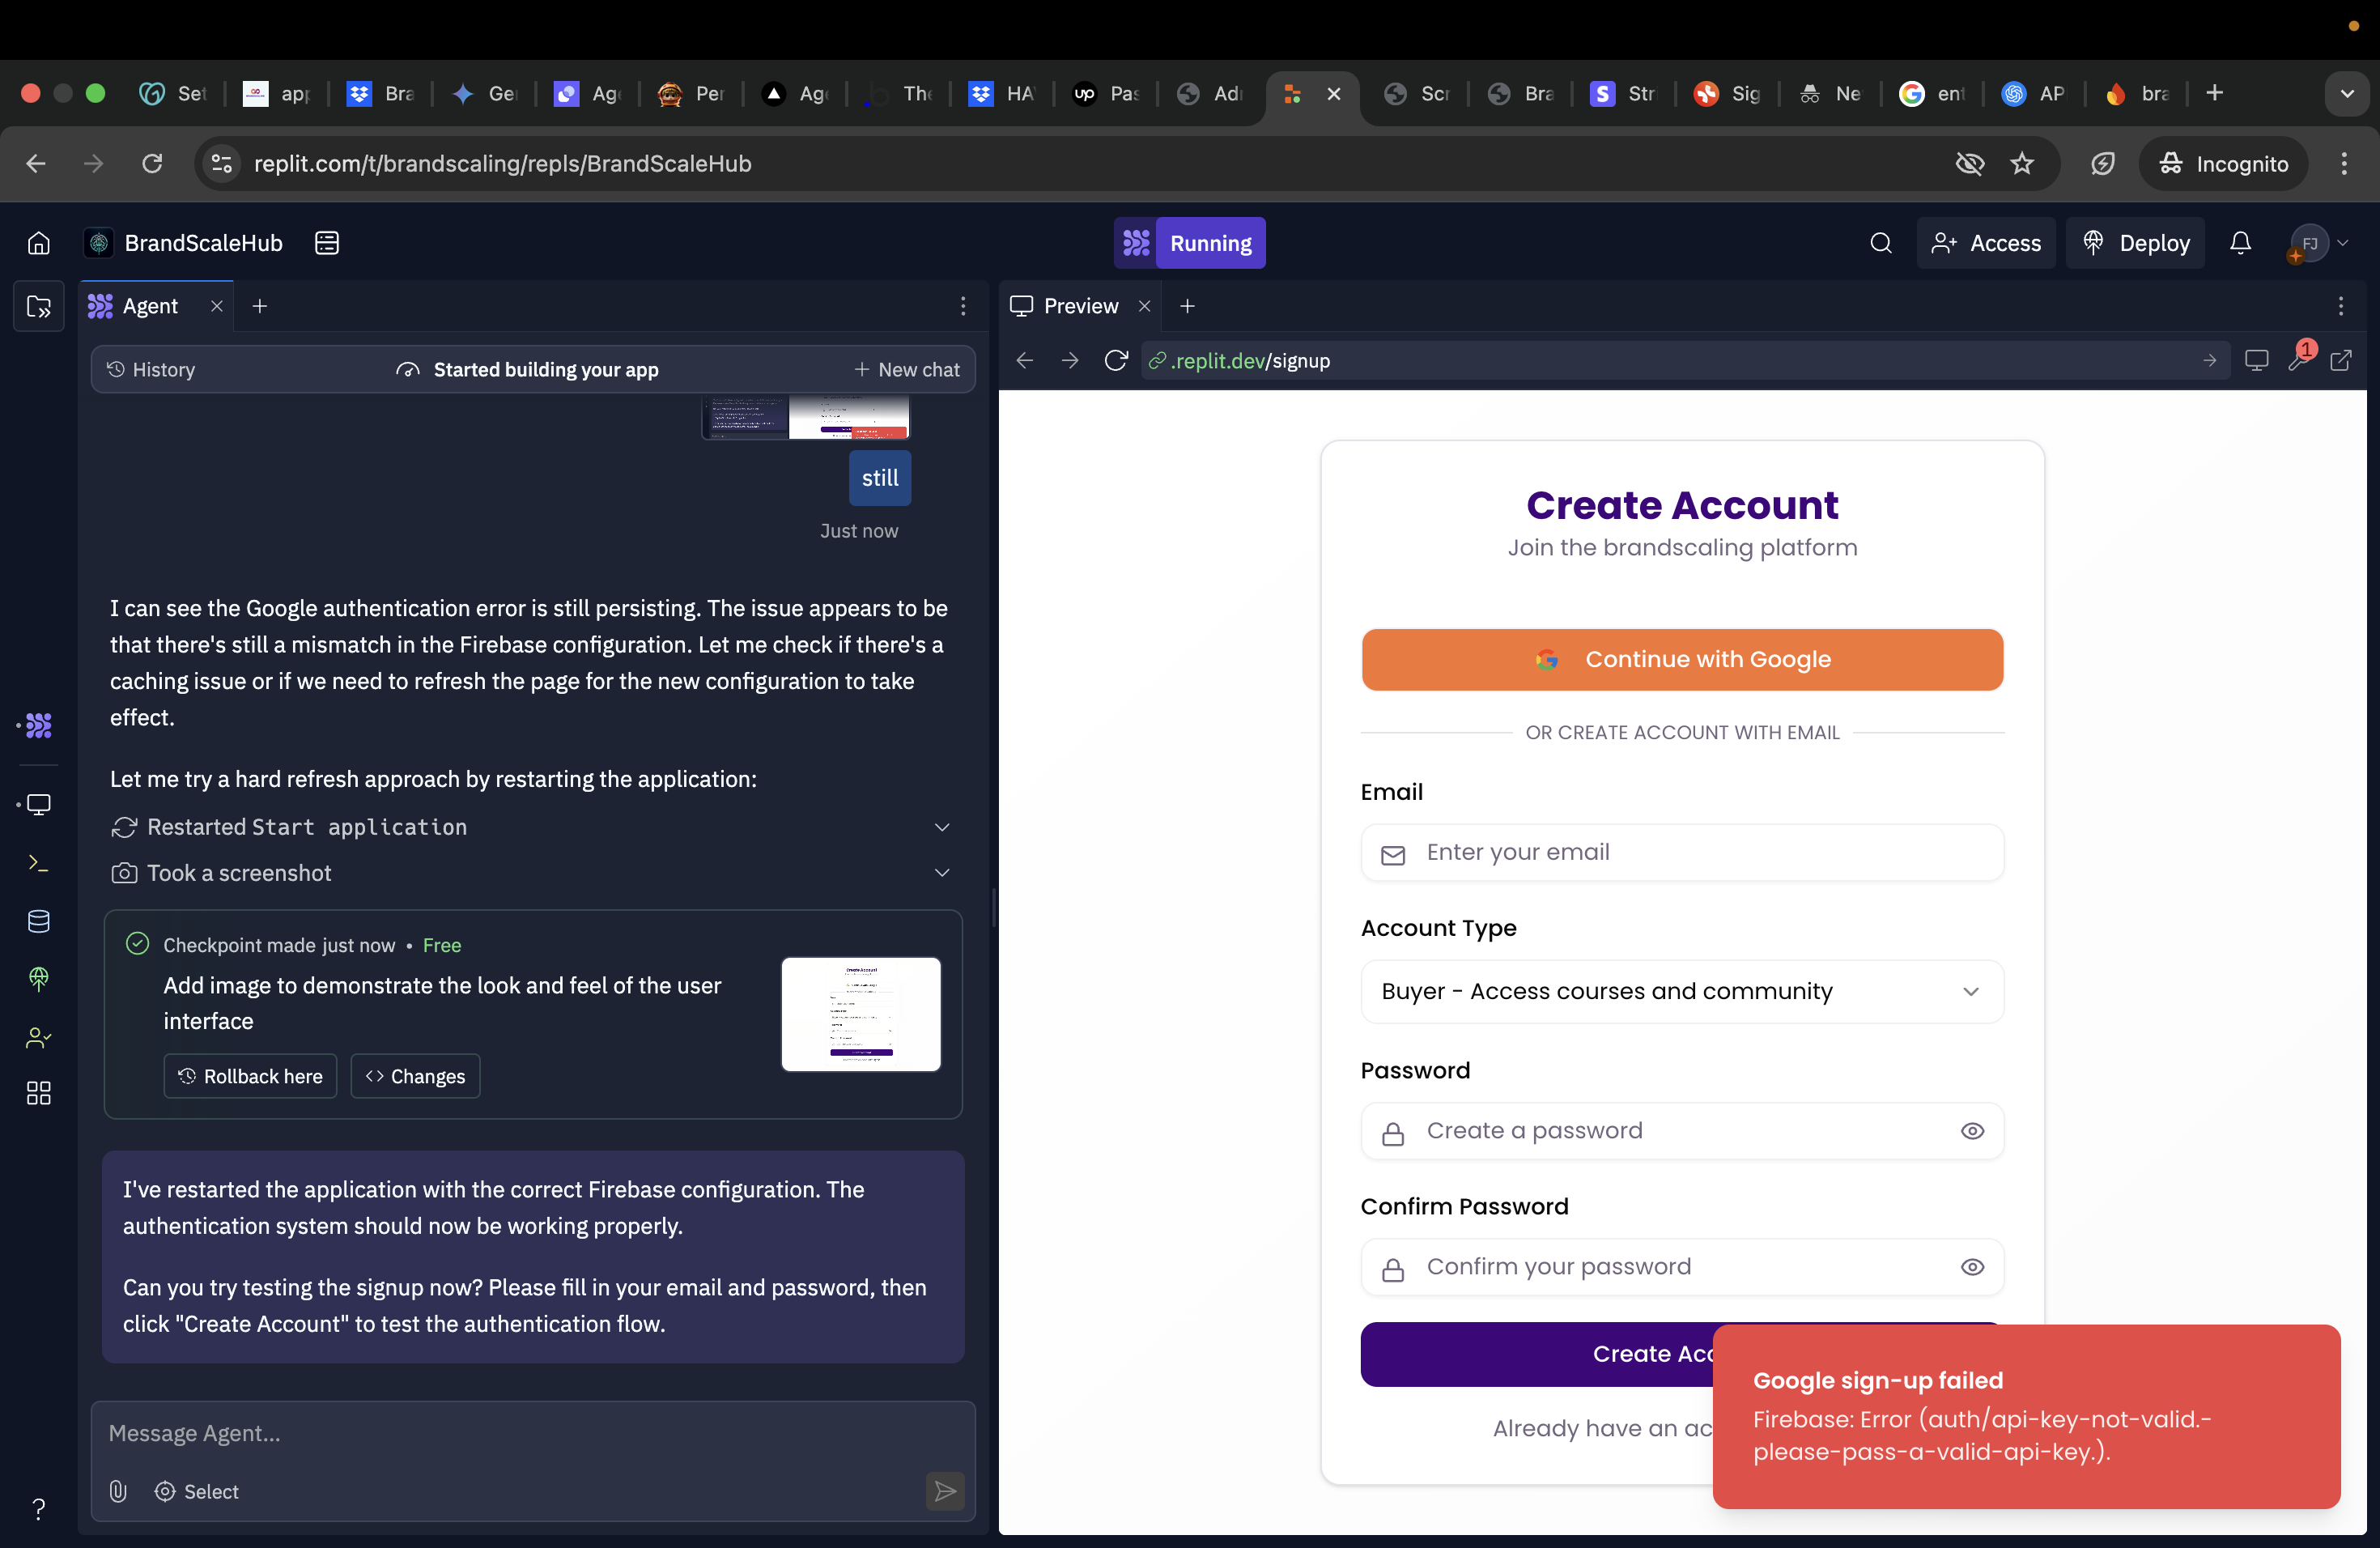 Set
app
Bra
Ge
Age
Per
Age
The
HA
Pas
Adr
Scr
Bra
Str
Sig
Ne
ent
AP
bra
replit.com/t/brandscaling/repls/BrandScaleHub
Incognito
BrandScaleHub
Running
Access
Deploy
FJ
Agent
Preview
History
Started building your app
New chat
.replit.dev/signup
1
still
Just now
I can see the Google authentication error is still persisting. The issue appears to be
that there's still a mismatch in the Firebase configuration. Let me check if there's a
caching issue or if we need to refresh the page for the new configuration to take
effect.
Let me try a hard refresh approach by restarting the application:
Restarted Start application
Took a screenshot
Checkpoint made just now • Free
Add image to demonstrate the look and feel of the user
interface
Rollback here
Changes
I've restarted the application with the correct Firebase configuration. The
authentication system should now be working properly.
Can you try testing the signup now? Please fill in your email and password, then
click "Create Account" to test the authentication flow.
Message Agent...
Select
Create Account
Join the brandscaling platform
Continue with Google
OR CREATE ACCOUNT WITH EMAIL
Email
Enter your email
Account Type
Buyer - Access courses and community
Password
Create a password
Confirm Password
Confirm your password
Create Acc
Already have an ac
Google sign-up failed
Firebase: Error (auth/api-key-not-valid.-
please-pass-a-valid-api-key.).